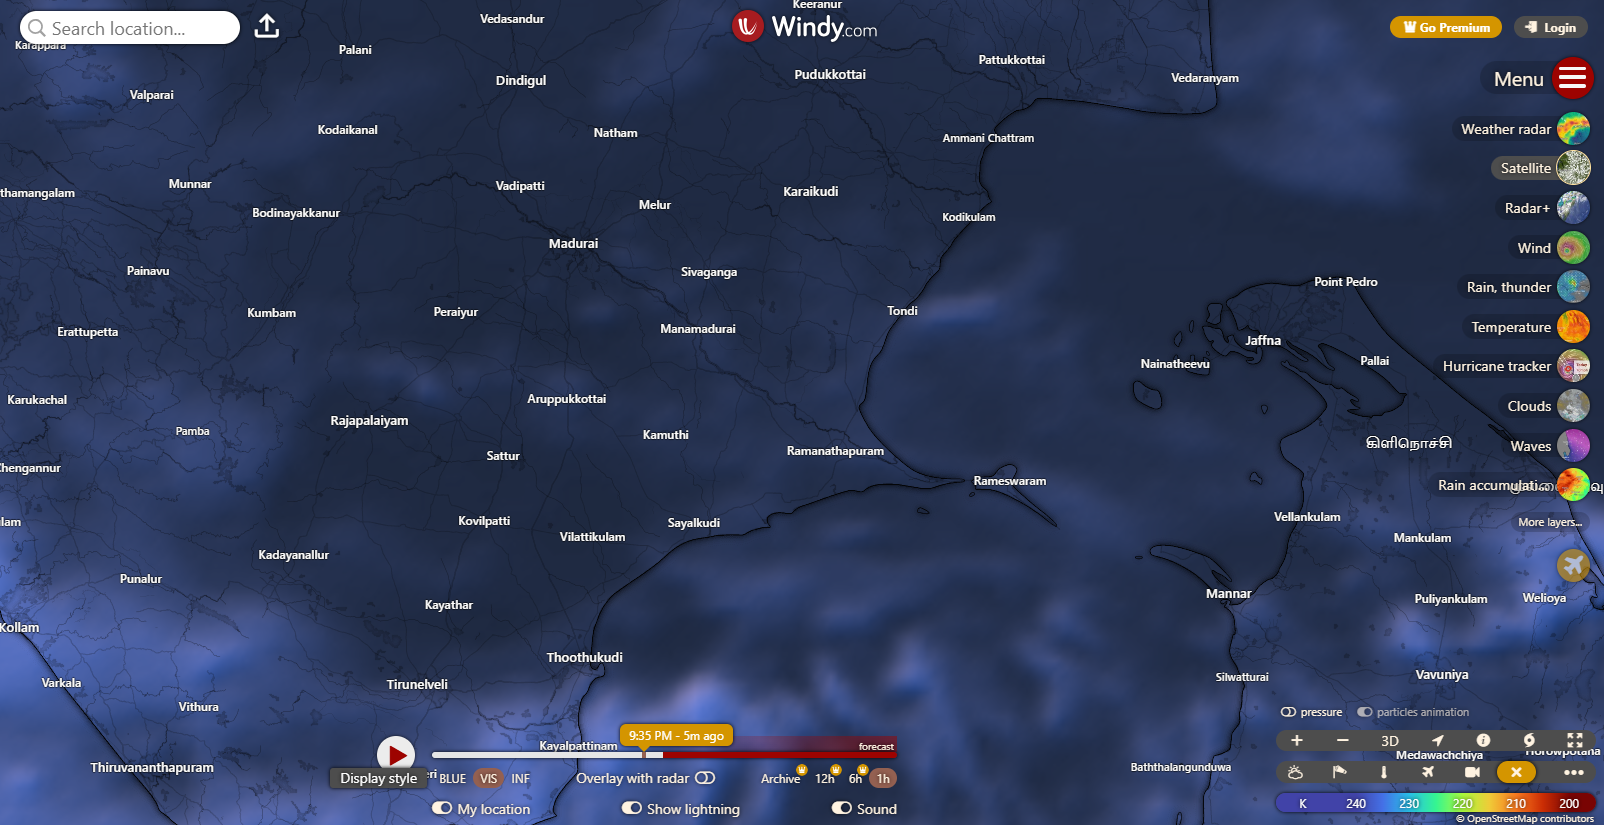 Search location...
Windy.com
Go Premium
Login
Menu
Weather radar
Satellite
Radar+
Wind
Rain, thunder
Temperature
Hurricane tracker
Clouds
Waves
Rain accumulati...
More layers...
Keeranur
Vedasandur
Karappara
Palani
Pattukkottai
Pudukkottai
Vedaranyam
Dindigul
Valparai
Kodaikanal
Natham
Ammani Chattram
Munnar
Vadipatti
Karaikudi
thamangalam
Melur
Bodinayakkanur
Kodikulam
Madurai
Painavu
Sivaganga
Point Pedro
Kumbam
Peraiyur
Tondi
Erattupetta
Manamadurai
Jaffna
Nainatheevu
Pallai
Karukachal
Aruppukkottai
Rajapalaiyam
Pamba
Kamuthi
கிளிநொச்சி
Sattur
Ramanathapuram
Chengannur
Rameswaram
Vellankulam
lam
Kovilpatti
Sayalkudi
Vilattikulam
Mankulam
Kadayanallur
Punalur
Mannar
Puliyankulam
Welioya
Kayathar
Kollam
Thoothukudi
Silwatturai
Vavuniya
Varkala
Tirunelveli
Vithura
Kayalpattinam
Thiruvananthapuram
Baththalangunduwa
Medawachchiya
Horowpotana
9:35 PM - 5m ago
forecast
Display style
eri
BLUE
VIS
INF
Overlay with radar
Archive
12h
6h
1h
My location
Show lightning
Sound
pressure
particles animation
3D
K 240 230 220 210 200
© OpenStreetMap contributors